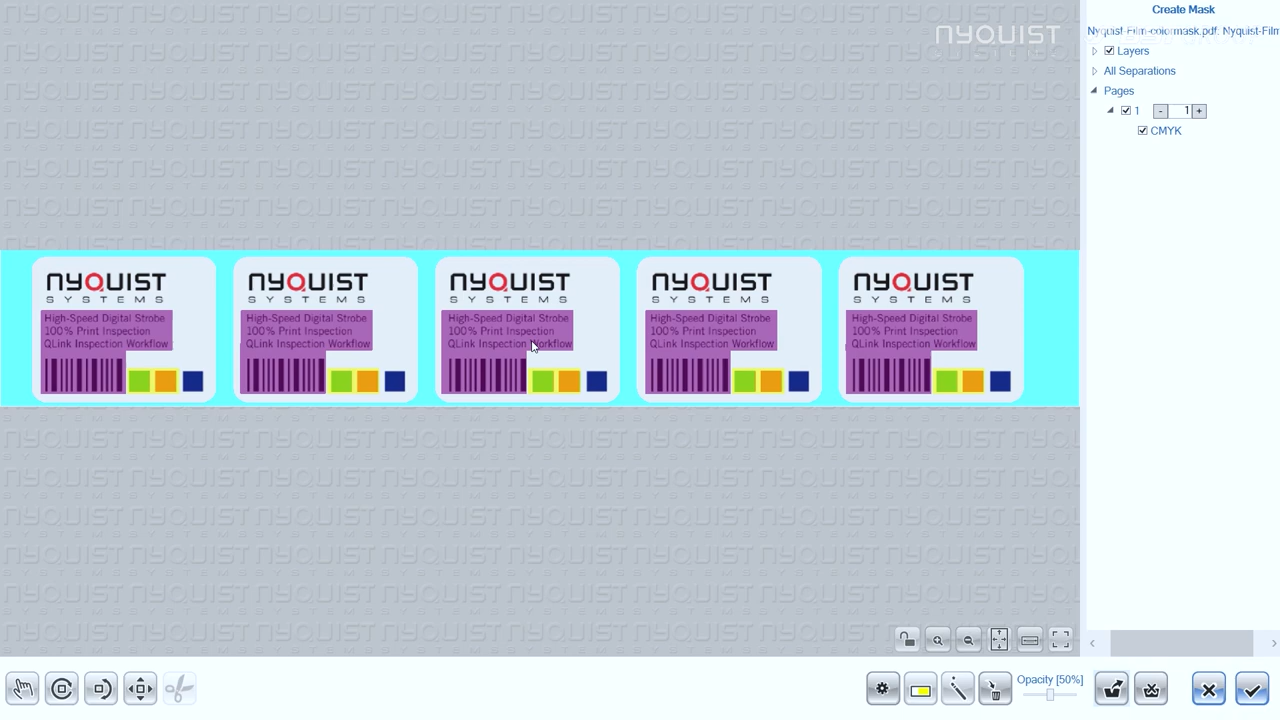 Create Mask
NYQUIST
SYSTEMS
Nyquist-Film-colormask.pdf: Nyquist-Film
Layers
All Separations
Pages
1
- 1 +
CMYK
NYQUIST NYQUIST NYQUIST NYQUIST NYQUIST
SYSTEMS SYSTEMS SYSTEMS SYSTEMS SYSTEMS
High-Speed Digital Strobe High-Speed Digital Strobe High-Speed Digital Strobe High-Speed Digital Strobe High-Speed Digital Strobe
100% Print Inspection 100% Print Inspection 100% Print Inspection 100% Print Inspection 100% Print Inspection
QLink Inspection Workflow QLink Inspection Workflow QLink Inspection Workflow QLink Inspection Workflow QLink Inspection Workflow
Opacity [50%]